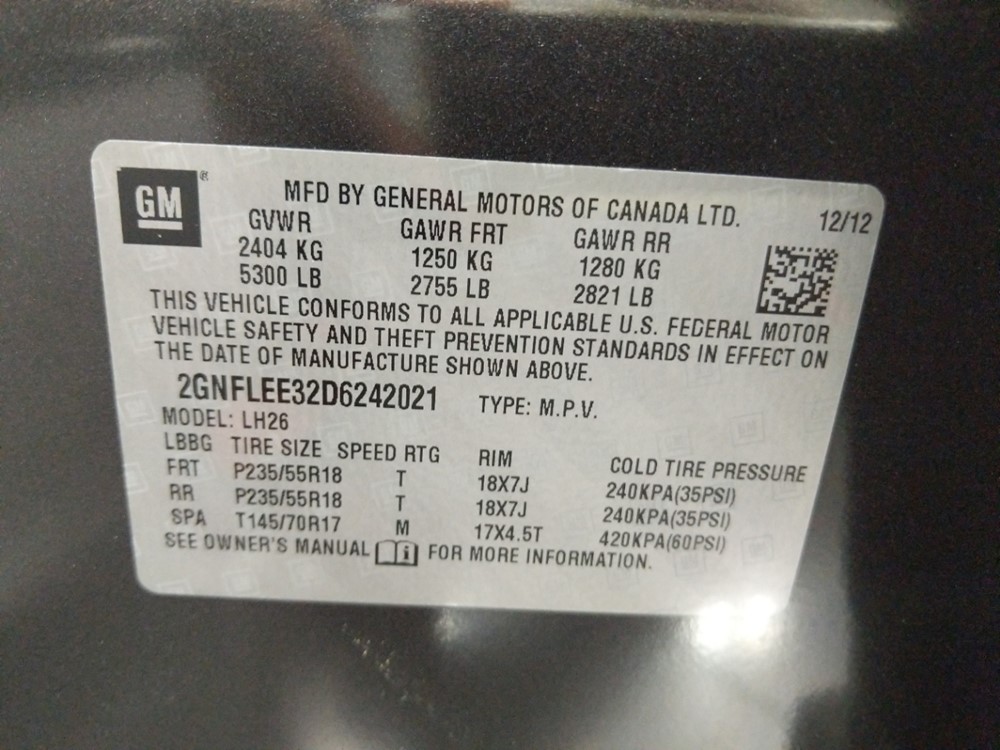 GM®
MFD BY GENERAL MOTORS OF CANADA LTD. 12/12
GVWR GAWR FRT GAWR RR
2404 KG 1250 KG 1280 KG
5300 LB 2755 LB 2821 LB
THIS VEHICLE CONFORMS TO ALL APPLICABLE U.S. FEDERAL MOTOR
VEHICLE SAFETY AND THEFT PREVENTION STANDARDS IN EFFECT ON
THE DATE OF MANUFACTURE SHOWN ABOVE.
2GNFLEE32D6242021 TYPE: M.P.V.
MODEL: LH26
LBBG TIRE SIZE SPEED RTG RIM COLD TIRE PRESSURE
FRT P235/55R18 T 18X7J 240KPA(35PSI)
RR P235/55R18 T 18X7J 240KPA(35PSI)
SPA T145/70R17 M 17X4.5T 420KPA(60PSI)
SEE OWNER'S MANUAL i FOR MORE INFORMATION.